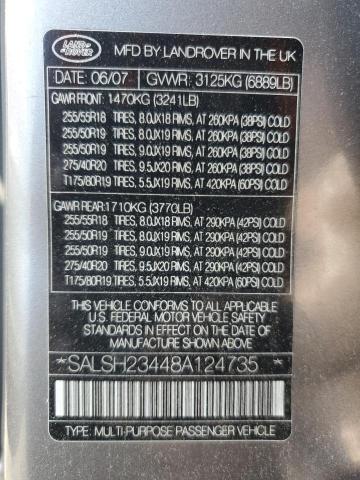 LAND
ROVER
MFD BY LANDROVER IN THE UK
DATE: 06/07 GVWR: 3125KG (6889LB)
GAWR FRONT: 1470KG (3241LB)
255/55R18 TIRES, 8.0JX18 RIMS, AT 260KPA (38PSI) COLD
255/50R19 TIRES, 8.0JX19 RIMS, AT 260KPA (38PSI) COLD
255/50R19 TIRES, 9.0JX19 RIMS, AT 260KPA (38PSI) COLD
275/40R20 TIRES, 9.5JX20 RIMS, AT 260KPA (38PSI) COLD
T175/80R19 TIRES, 5.5JX19 RIMS, AT 420KPA (60PSI) COLD
GAWR REAR: 1710KG (3770LB)
255/55R18 TIRES, 8.0JX18 RIMS, AT 290KPA (42PSI) COLD
255/50R19 TIRES, 8.0JX19 RIMS, AT 290KPA (42PSI) COLD
255/50R19 TIRES, 9.0JX19 RIMS, AT 290KPA (42PSI) COLD
275/40R20 TIRES, 9.5JX20 RIMS, AT 290KPA (42PSI) COLD
T175/80R19 TIRES, 5.5JX19 RIMS, AT 420KPA (60PSI) COLD
THIS VEHICLE CONFORMS TO ALL APPLICABLE
U.S. FEDERAL MOTOR VEHICLE SAFETY STANDARDS
IN EFFECT ON THE DATE OF
MANUFACTURE SHOWN ABOVE
*SALSH23448A124735*
TYPE: MULTI-PURPOSE PASSENGER VEHICLE